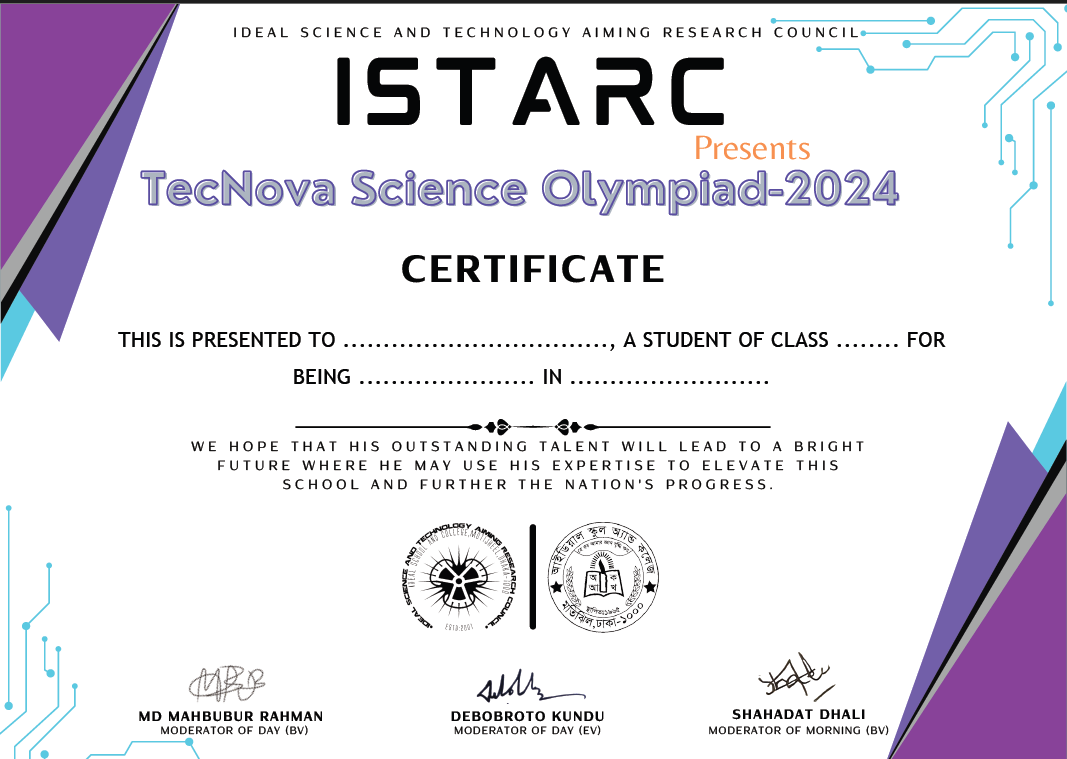 IDEAL SCIENCE AND TECHNOLOGY AIMING RESEARCH COUNCIL
ISTARC
Presents
TecNova Science Olympiad-2024
CERTIFICATE
THIS IS PRESENTED TO ................................., A STUDENT OF CLASS ........ FOR
BEING ...................... IN .........................
WE HOPE THAT HIS OUTSTANDING TALENT WILL LEAD TO A BRIGHT
FUTURE WHERE HE MAY USE HIS EXPERTISE TO ELEVATE THIS
SCHOOL AND FURTHER THE NATION'S PROGRESS.
IDEAL SCIENCE AND TECHNOLOGY AIMING RESEARCH COUNCIL
IDEAL SCHOOL AND COLLEGE, MOTIJHEEL, DHAKA-1000
ESTD:2001
আইডিয়াল স্কুল অ্যান্ড কলেজ
স্থাপিতঃ১৯৬৫
মতিঝিল, ঢাকা-১০০০
MD MAHBUBUR RAHMAN
MODERATOR OF DAY (BV)
DEBOBROTO KUNDU
MODERATOR OF DAY (EV)
SHAHADAT DHALI
MODERATOR OF MORNING (BV)